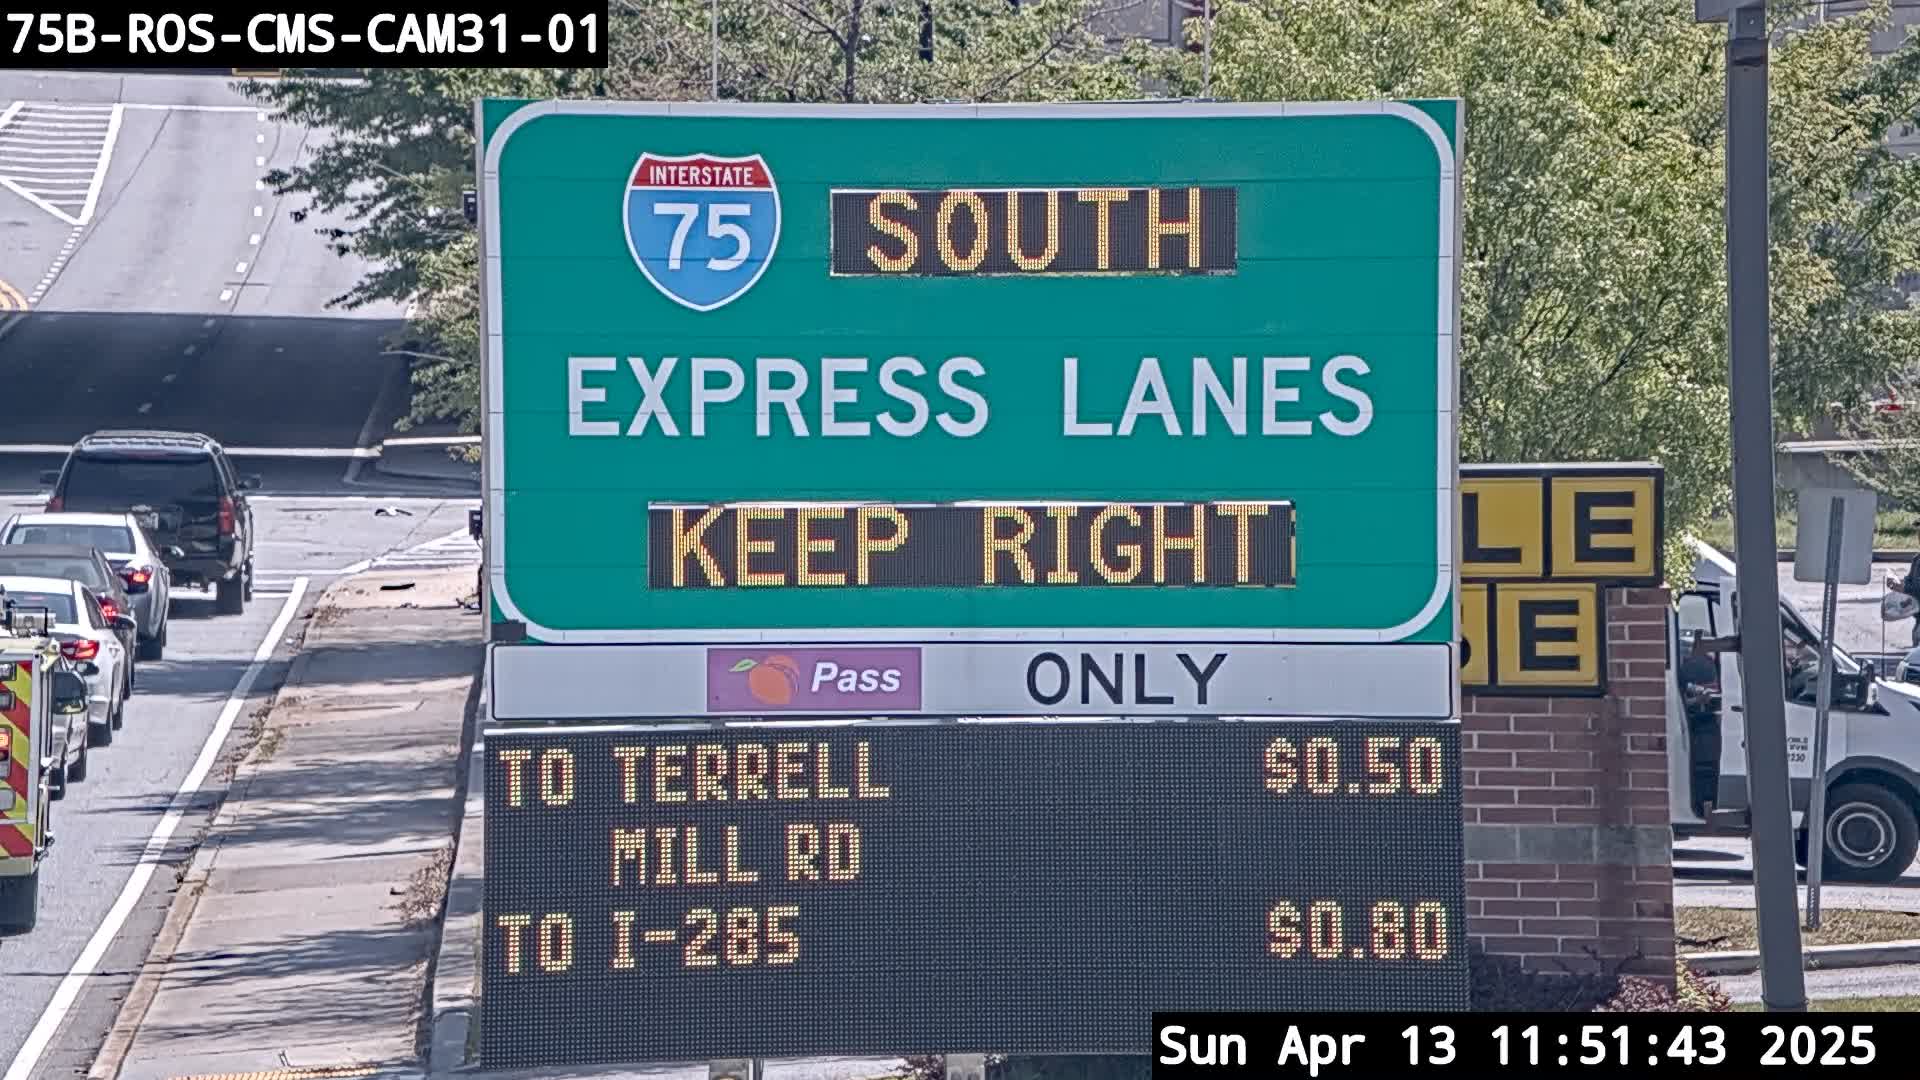 75B-ROS-CMS-CAM31-01
INTERSTATE
75
SOUTH
EXPRESS LANES
KEEP RIGHT
Pass ONLY
TO TERRELL $0.50
MILL RD
TO I-285 $0.80
LE
E
Sun Apr 13 11:51:43 2025